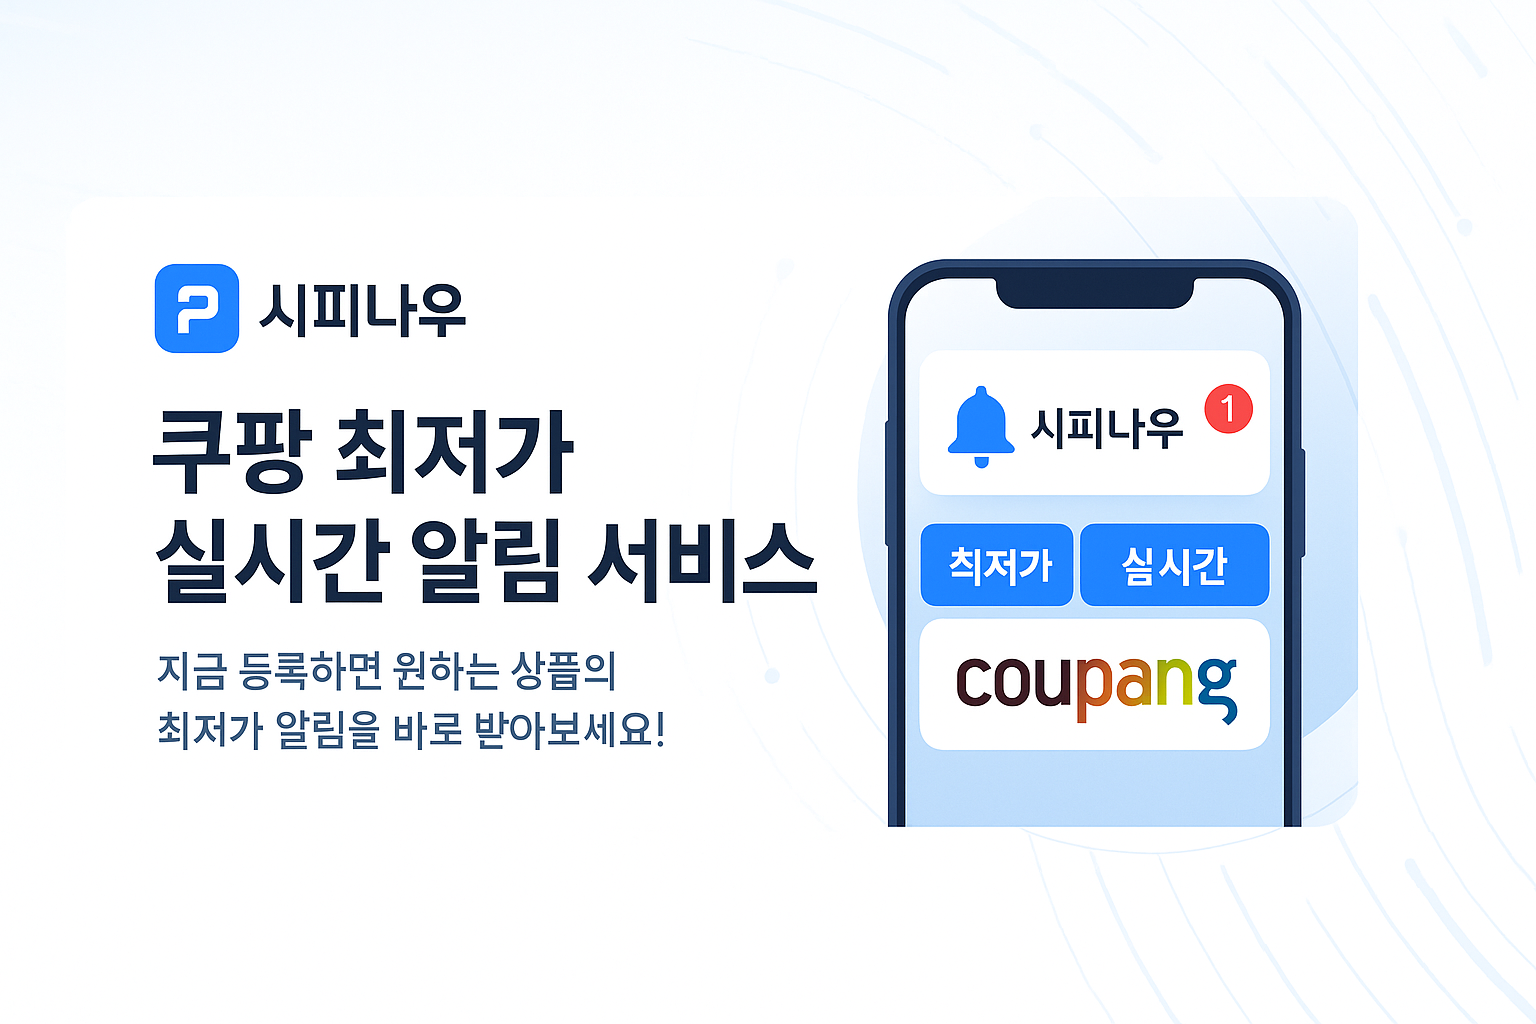 시피나우
쿠팡 최저가
실시간 알림 서비스
지금 등록하면 원하는 상품의
최저가 알림을 바로 받아보세요!
시피나우
1
최저가
실시간
coupang